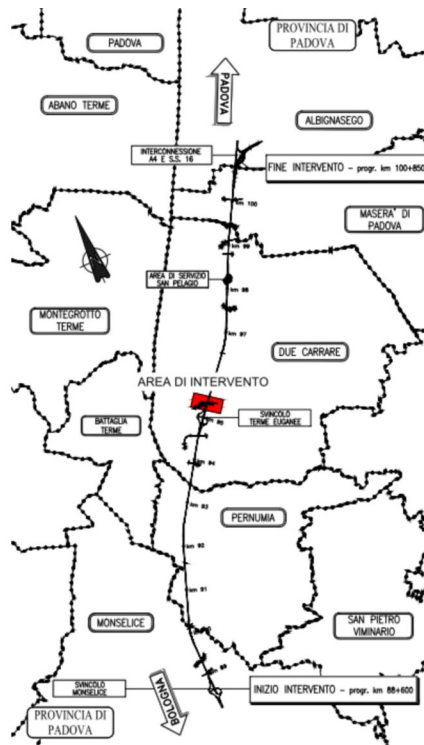 PROVINCIA DI
PADOVA
PADOVA
PADOVA
ABANO TERME
ALBIGNASEGO
INTERCONNESSIONE
A4 E S.S. 16
FINE INTERVENTO - progr. km 100+850
km 100
MASERA' DI
PADOVA
km 99
AREA DI SERVIZIO
SAN PELAGIO
km 98
MONTEGROTTO
TERME
km 97
DUE CARRARE
AREA DI INTERVENTO
BATTAGLIA
TERME
SVINCOLO
TERME EUGANEE
km 94
km 93
PERNUMIA
km 92
km 91
MONSELICE
SAN PIETRO
VIMINARIO
SVINCOLO
MONSELICE
INIZIO INTERVENTO - progr. km 88+600
BOLOGNA
PROVINCIA DI
PADOVA